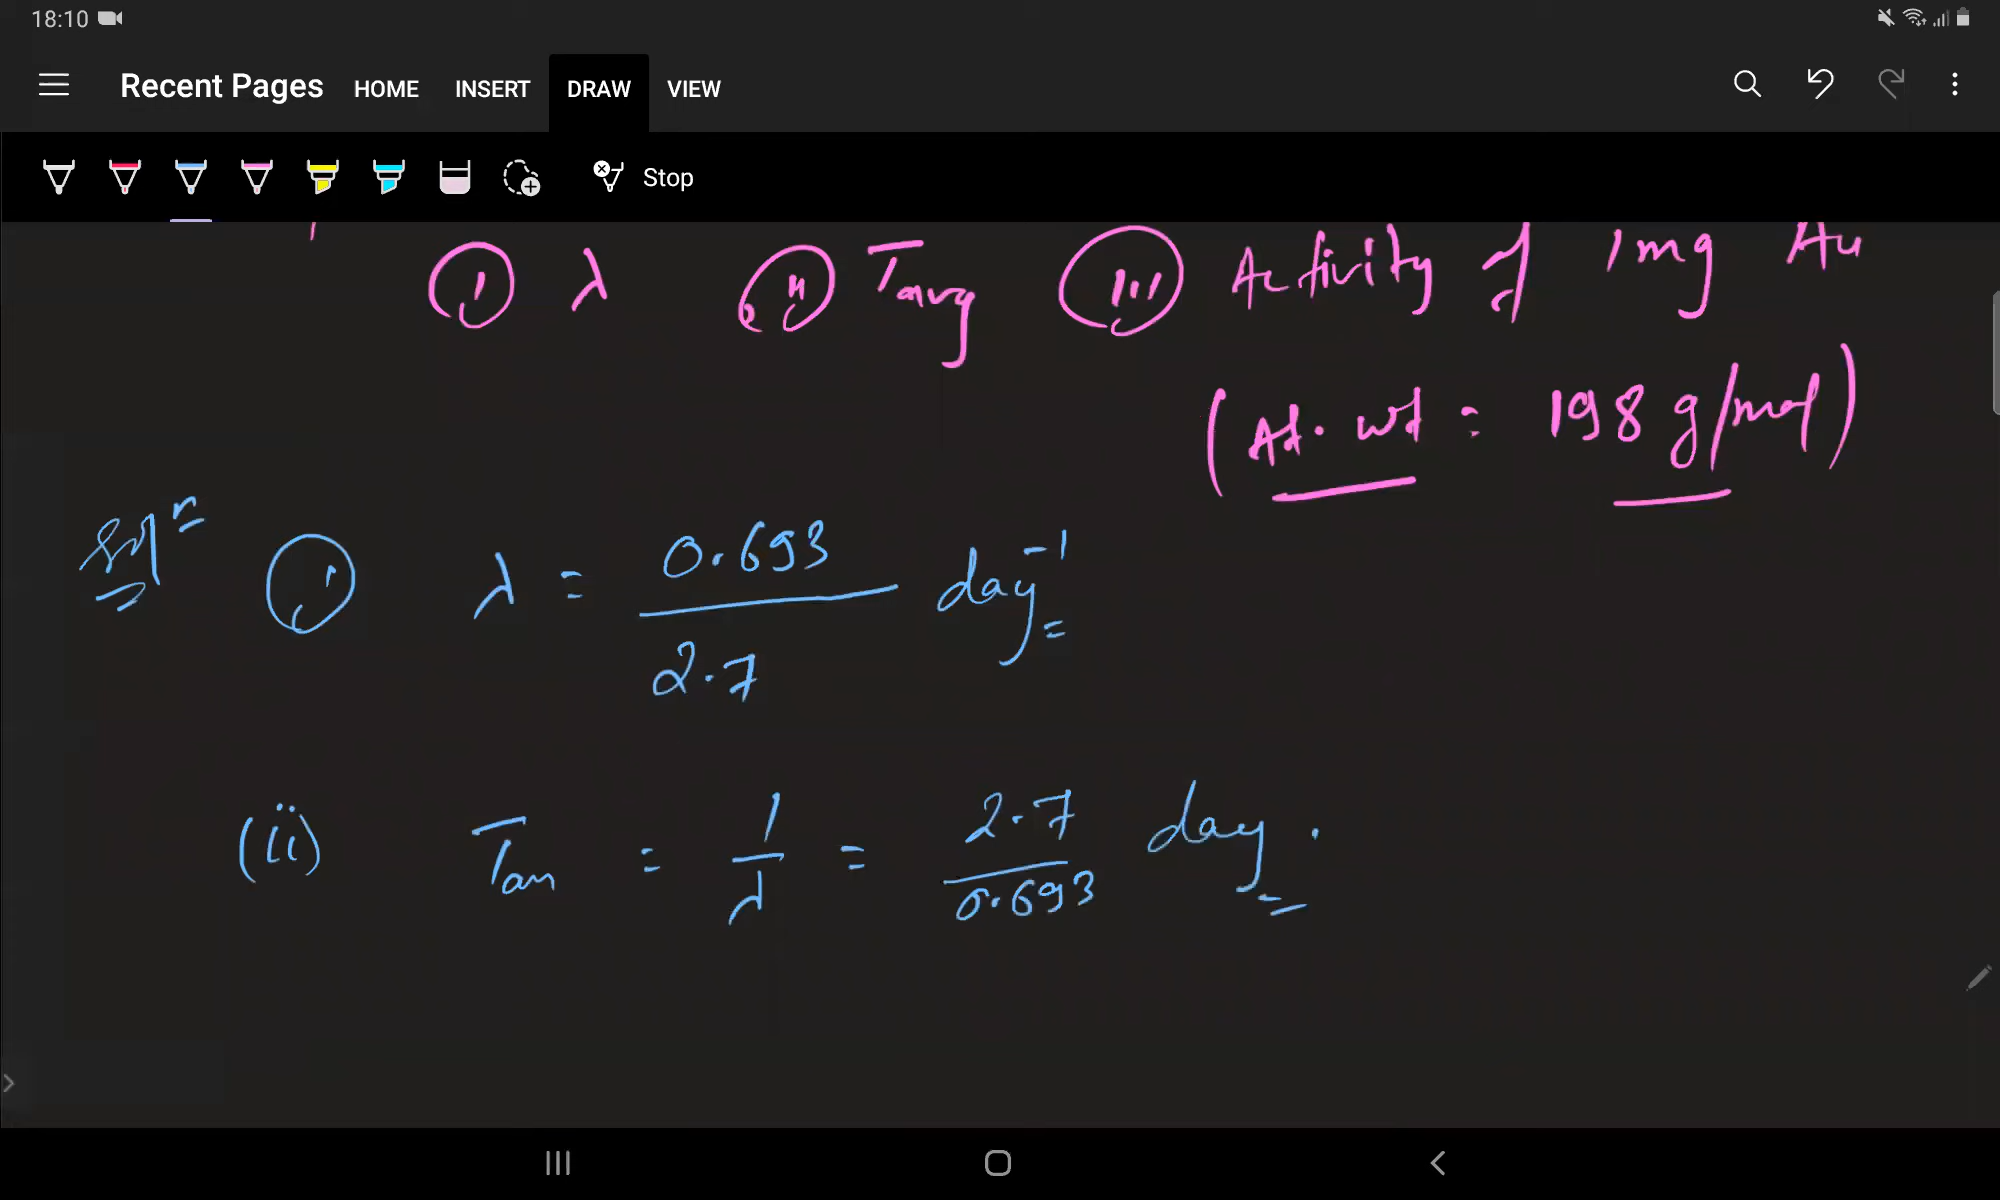 18:10
Recent Pages HOME INSERT DRAW VIEW
Stop
(i) λ (ii) Tavg (iii) Activity of 1mg Au
(At. wt = 198 g/mol)
Solⁿ (i) λ = 0.693 / 2.7 day⁻¹
(ii) Tav = 1 / λ = 2.7 / 0.693 day.